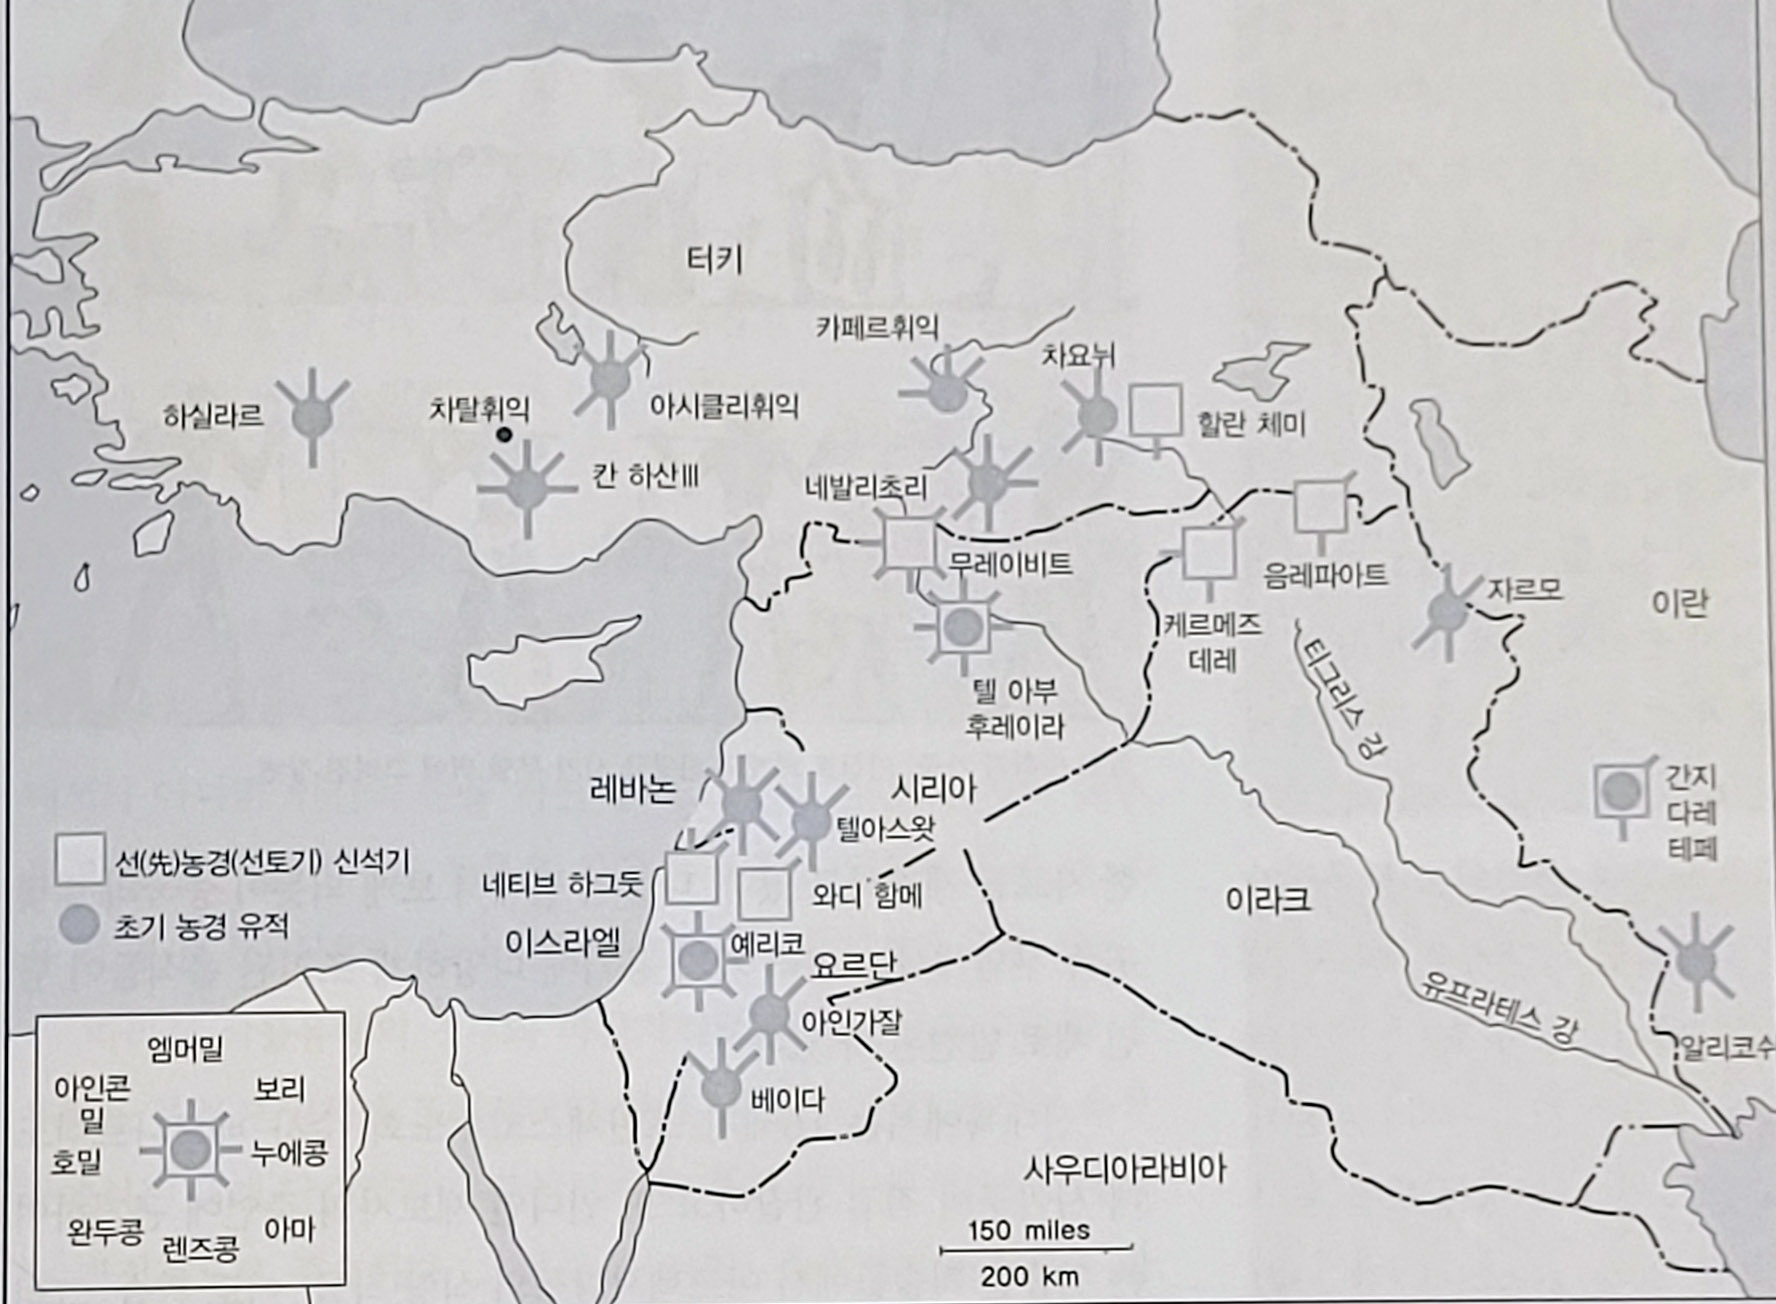 터키
카페르휘익
차요뉘
하실라르
차탈휘익
아시클리휘익
할란 체미
칸 하산Ⅲ
네발리초리
무레이비트
음레파아트
자르모
이란
케르메즈
데레
티그리스 강
텔 아부
후레이라
레바논
시리아
간지
다레
테페
텔아스왓
선(先)농경(선토기) 신석기
네티브 하그둣
와디 함메
이라크
초기 농경 유적
이스라엘
예리코
요르단
유프라테스 강
아인가잘
알리코수
베이다
엠머밀
아인콘
밀
보리
호밀
누에콩
완두콩
렌즈콩
아마
사우디아라비아
150 miles
200 km